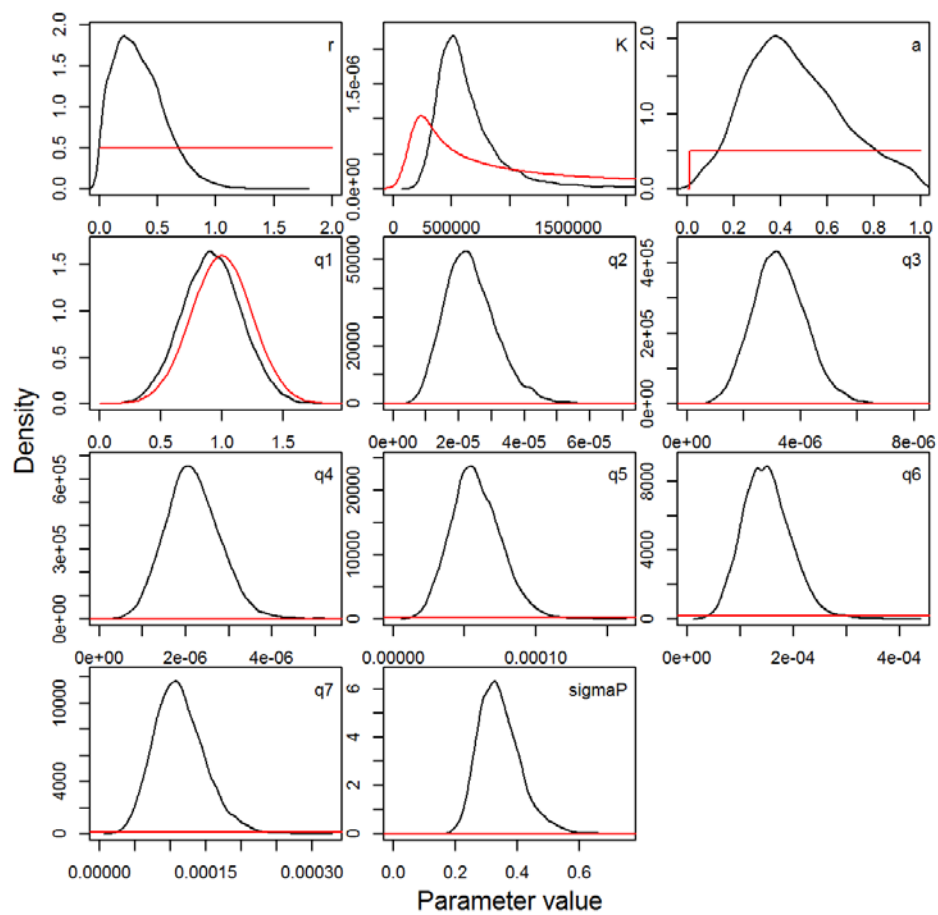 r
K
a
0.0 0.5 1.0 1.5 2.0
0.0e+00 1.5e-06
0.0 1.0 2.0
0.0 0.5 1.0 1.5 2.0
0 500000 1500000
0.0 0.2 0.4 0.6 0.8 1.0
q1
q2
q3
0.0 0.5 1.0 1.5
0 20000 50000
0e+00 2e+05 4e+05
0.0 0.5 1.0 1.5
0e+00 2e-05 4e-05 6e-05
0e+00 4e-06 8e-06
Density
q4
q5
q6
0e+00 3e+05 6e+05
0 10000 20000
0 4000 8000
0e+00 2e-06 4e-06
0.00000 0.00010
0e+00 2e-04 4e-04
q7
sigmaP
0 4000 10000
0 2 4 6
0.00000 0.00015 0.00030
0.0 0.2 0.4 0.6
Parameter value